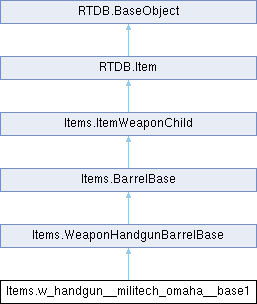 RTDB.BaseObject
RTDB.Item
Items.ItemWeaponChild
Items.BarrelBase
Items.WeaponHandgunBarrelBase
Items.w_handgun__militech_omaha__base1